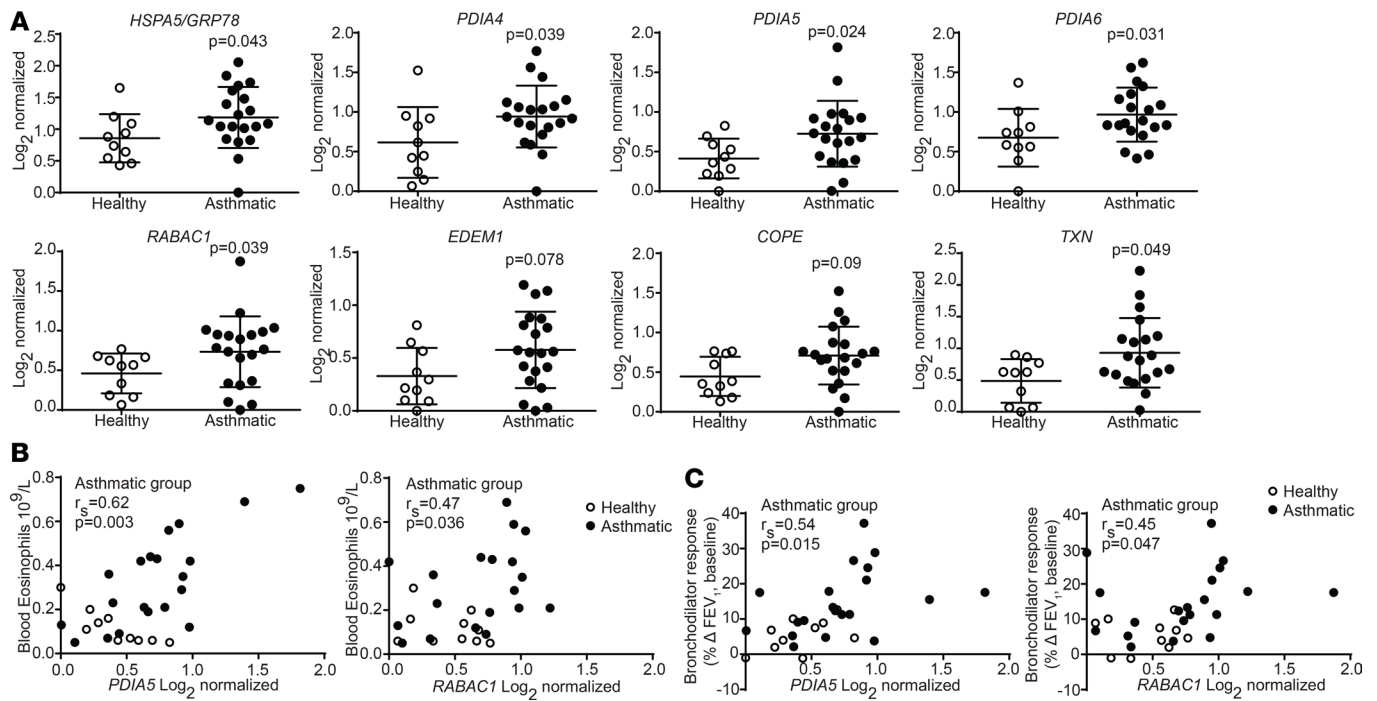 A
HSPA5/GRP78
p=0.043
Log2 normalized
2.5
2.0
1.5
1.0
0.5
0.0
Healthy
Asthmatic
PDIA4
p=0.039
Log2 normalized
2.0
1.5
1.0
0.5
0.0
Healthy
Asthmatic
PDIA5
p=0.024
Log2 normalized
2.0
1.5
1.0
0.5
0.0
Healthy
Asthmatic
PDIA6
p=0.031
Log2 normalized
2.0
1.5
1.0
0.5
0.0
Healthy
Asthmatic
RABAC1
p=0.039
Log2 normalized
2.0
1.5
1.0
0.5
0.0
Healthy
Asthmatic
EDEM1
p=0.078
Log2 normalized
1.5
1.0
0.5
0.0
Healthy
Asthmatic
COPE
p=0.09
Log2 normalized
2.0
1.5
1.0
0.5
0.0
Healthy
Asthmatic
TXN
p=0.049
Log2 normalized
2.5
2.0
1.5
1.0
0.5
0.0
Healthy
Asthmatic
B
Blood Eosinophils 10^9/L
0.8
0.6
0.4
0.2
0.0
Asthmatic group
rs=0.62
p=0.003
0.0
0.5
1.0
1.5
2.0
PDIA5 Log2 normalized
Blood Eosinophils 10^9/L
0.8
0.6
0.4
0.2
0.0
Asthmatic group
rs=0.47
p=0.036
0.0
0.5
1.0
1.5
2.0
RABAC1 Log2 normalized
Healthy
Asthmatic
C
Bronchodilator response
(% Δ FEV1, baseline)
40
30
20
10
0
-10
Asthmatic group
rs=0.54
p=0.015
0.5
1.0
1.5
2.0
PDIA5 Log2 normalized
Bronchodilator response
(% Δ FEV1, baseline)
40
30
20
10
0
-10
Asthmatic group
rs=0.45
p=0.047
0.5
1.0
1.5
2.0
RABAC1 Log2 normalized
Healthy
Asthmatic